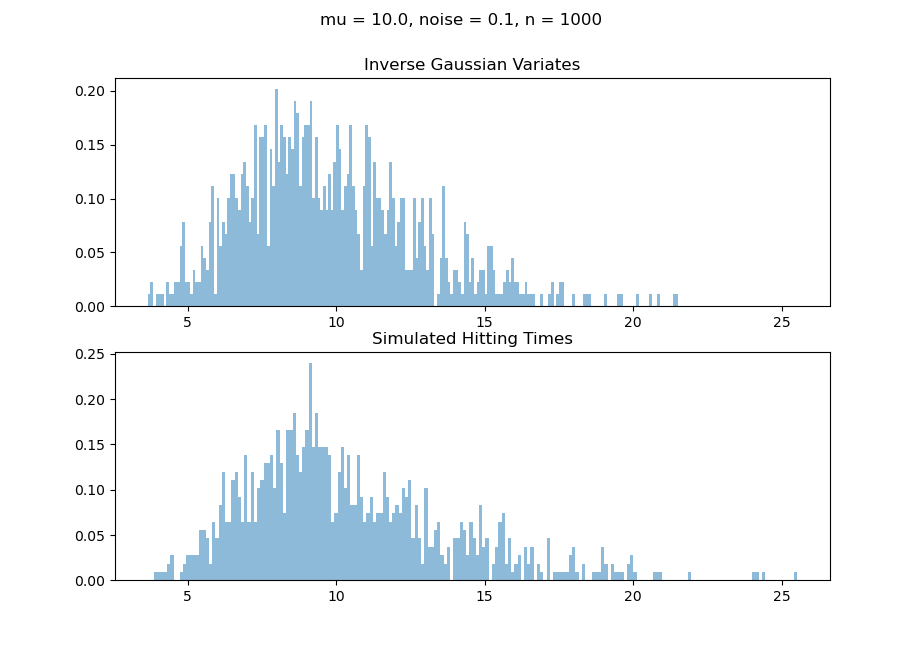 mu = 10.0, noise = 0.1, n = 1000
Inverse Gaussian Variates
0.20
0.15
0.10
0.05
0.00
5 10 15 20 25
Simulated Hitting Times
0.25
0.20
0.15
0.10
0.05
0.00
5 10 15 20 25